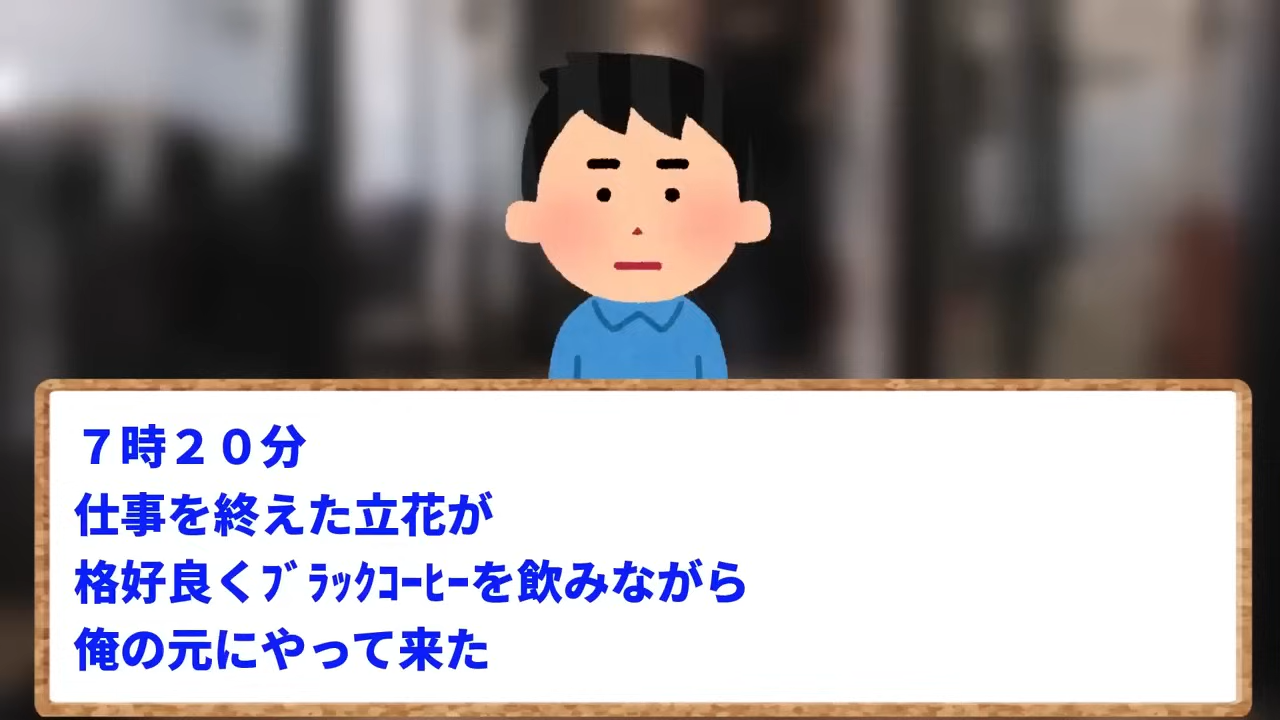 ７時２０分
仕事を終えた立花が
格好良くﾌﾞﾗｯｸｺｰﾋｰを飲みながら
俺の元にやって来た